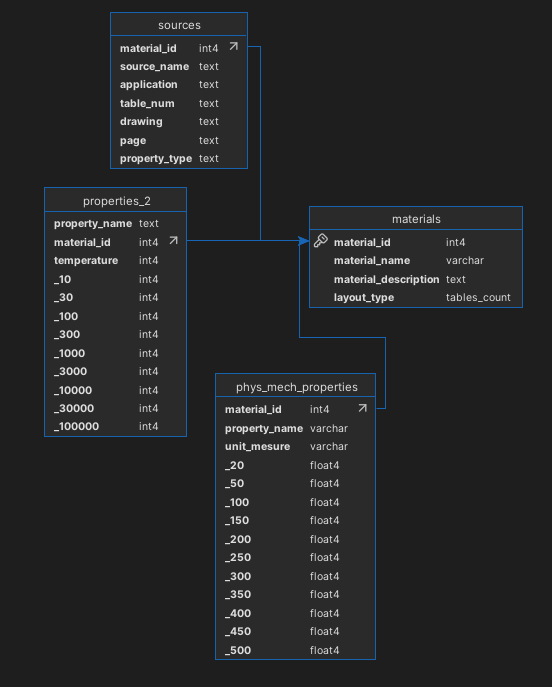 sources
material_id int4
source_name text
application text
table_num text
drawing text
page text
property_type text
properties_2
property_name text
material_id int4
temperature int4
_10 int4
_30 int4
_100 int4
_300 int4
_1000 int4
_3000 int4
_10000 int4
_30000 int4
_100000 int4
materials
material_id int4
material_name varchar
material_description text
layout_type tables_count
phys_mech_properties
material_id int4
property_name varchar
unit_mesure varchar
_20 float4
_50 float4
_100 float4
_150 float4
_200 float4
_250 float4
_300 float4
_350 float4
_400 float4
_450 float4
_500 float4